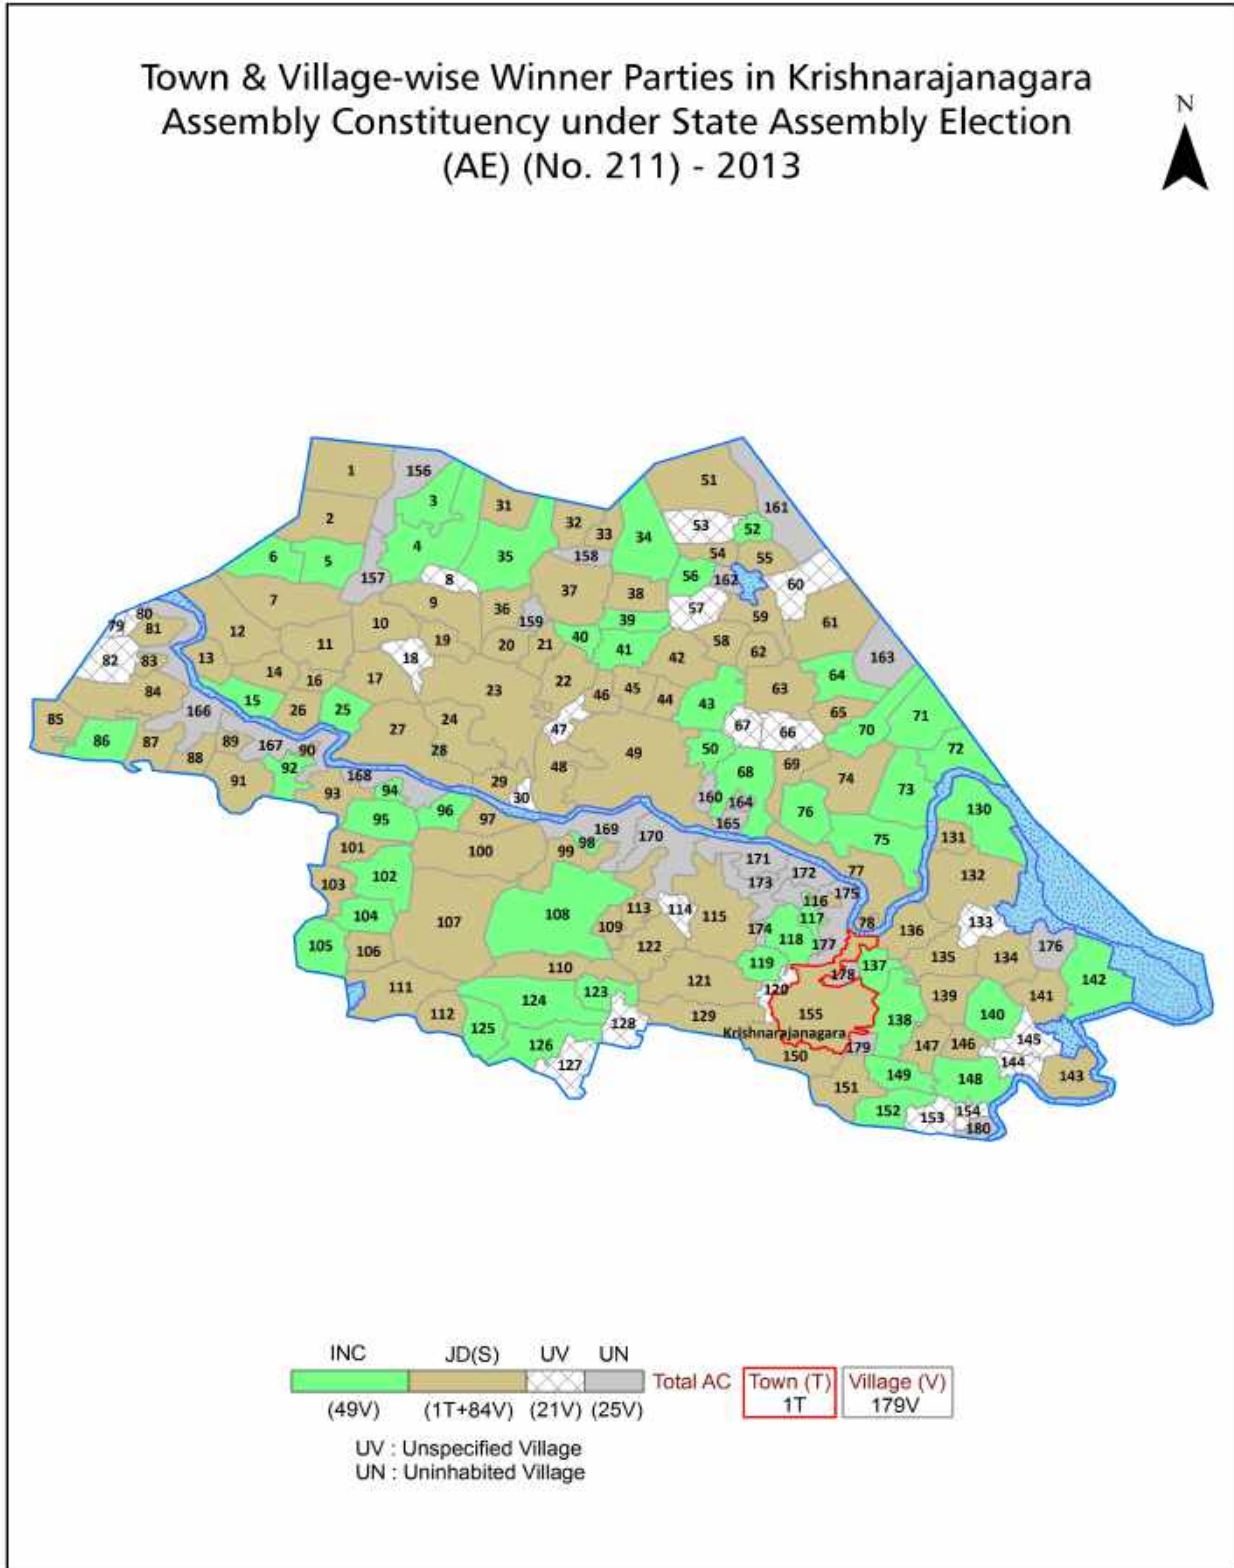 Town & Village-wise Winner Parties in Krishnarajanagara
Assembly Constituency under State Assembly Election
(AE) (No. 211) - 2013
N
1 156 51
3 31 161
2 32 33 34 53 52
6 5 4 35 158 54 55
157 8 56 162 60
7 9 36 37 38 57
80 79 81 12 10 159 39 59 61
11 19 20 21 40 41 58 62
82 83 13 18 42 163
14 16 17 22 64
84 15 26 25 23 46 45 44 43 63
85 166 24 47 67 66 65 70 71
86 87 89 167 90 27 28 49 50 72
88 92 48 68 69
91 93 168 94 29 30 160 164 74 73
95 96 97 165 76 130
101 100 99 98 169 170 75 131
103 102 171 172 77 132
104 107 108 113 114 115 173 116 175
105 106 109 174 117 78 136 133
122 118 177 176
110 119 178 137 135 134
111 124 123 121 120 139 142
112 125 128 129 155 138 140 141
Krishnarajanagara
126 150 179 147 146 145
127 151 149 148 144 143
152 153 154
180
INC JD(S) UV UN
Total AC Town (T) Village (V)
1T 179V
(49V) (1T+84V) (21V) (25V)
UV : Unspecified Village
UN : Uninhabited Village